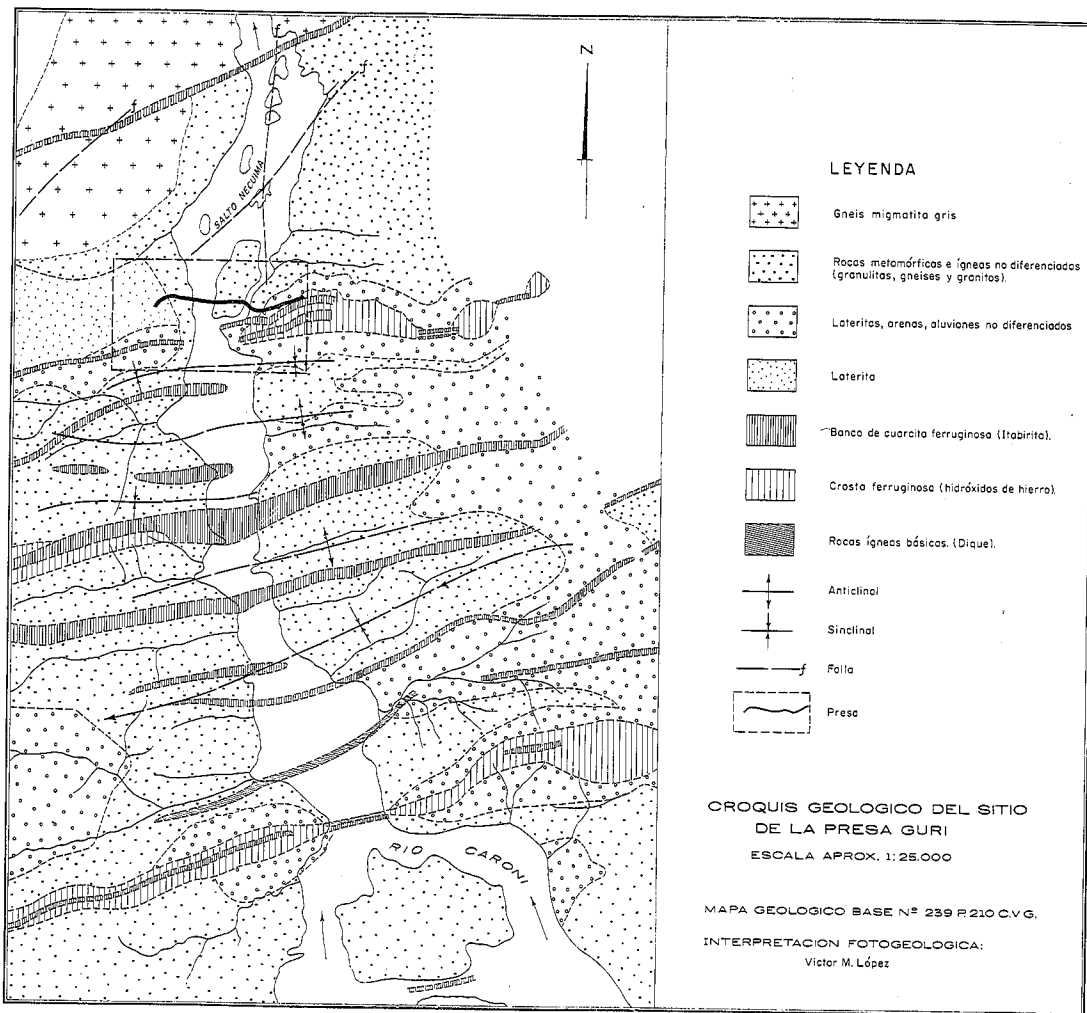 N
f
f
SALTO NECUIMA
RIO CARONI
LEYENDA
Gneis migmatita gris
Rocas metamórficas e ígneas no diferenciados
(granulitas, gneises y granitos).
Lateritas, arenas, aluviones no diferenciados
Laterita
Banco de cuarcita ferruginosa (Itabirita).
Crosta ferruginosa (hidróxidos de hierro).
Rocas ígneas básicas. (Dique).
Anticlinal
Sinclinal
f
Falla
Presa
CROQUIS GEOLOGICO DEL SITIO
DE LA PRESA GURI
ESCALA APROX. 1:25.000
MAPA GEOLOGICO BASE Nº 239 P.210 C.V G.
INTERPRETACION FOTOGEOLOGICA:
Victor M. López